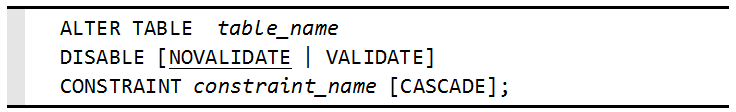 ALTER TABLE table_name
DISABLE [NOVALIDATE | VALIDATE]
CONSTRAINT constraint_name [CASCADE];